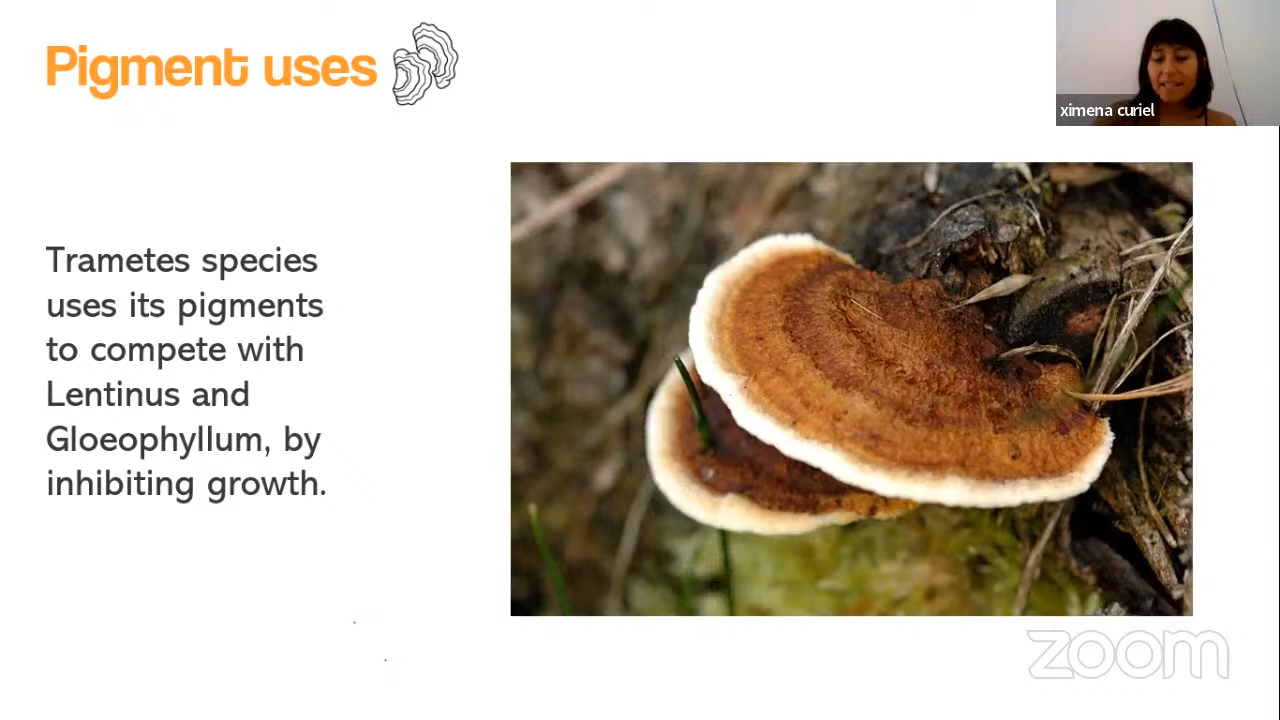 Pigment uses
ximena curiel
Trametes species
uses its pigments
to compete with
Lentinus and
Gloeophyllum, by
inhibiting growth.
zoom